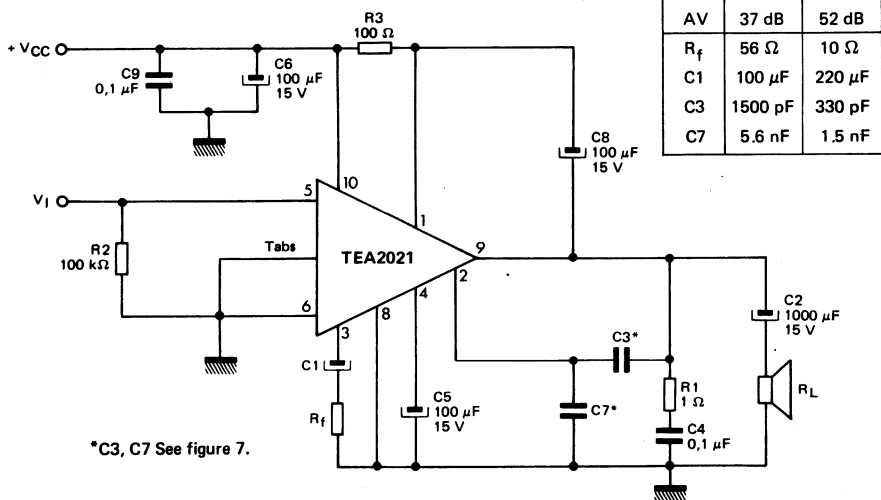 AV 37 dB 52 dB
Rf 56 Ω 10 Ω
C1 100 µF 220 µF
C3 1500 pF 330 pF
C7 5.6 nF 1.5 nF
+ VCC
C9
0,1 µF
C6
100 µF
15 V
R3
100 Ω
C8
100 µF
15 V
VI
R2
100 kΩ
Tabs
5
10
1
TEA2021
9
2
4
6
3
8
C1
Rf
C5
100 µF
15 V
C3*
C7*
R1
1 Ω
C4
0,1 µF
C2
1000 µF
15 V
RL
*C3, C7 See figure 7.